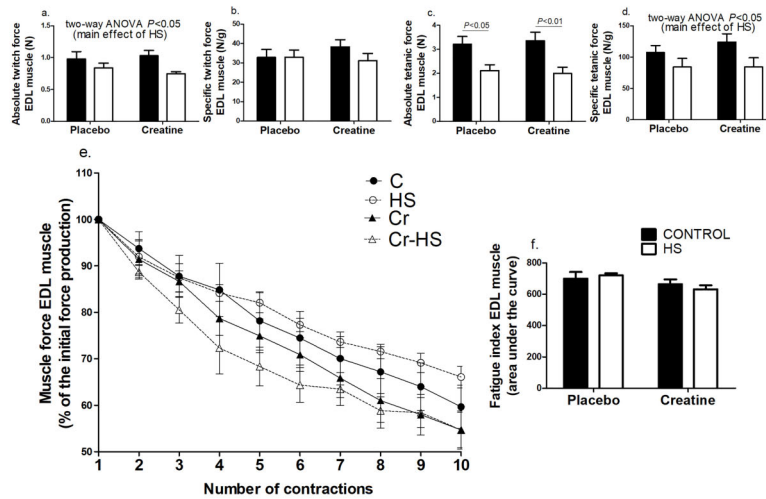 a.
two-way ANOVA P<0.05
(main effect of HS)
Absolute twitch force
EDL muscle (N)
1.5
1.0
0.5
0.0
Placebo
Creatine
b.
Specific twitch force
EDL muscle (N/g)
50
40
30
20
10
0
Placebo
Creatine
c.
Absolute tetanic force
EDL muscle (N)
P<0.05
P<0.01
4
3
2
1
0
Placebo
Creatine
d.
two-way ANOVA P<0.05
(main effect of HS)
Specific tetanic force
EDL muscle (N/g)
150
100
50
0
Placebo
Creatine
e.
Muscle force EDL muscle
(% of the initial force production)
110
100
90
80
70
60
50
C
HS
Cr
Cr-HS
1 2 3 4 5 6 7 8 9 10
Number of contractions
f.
CONTROL
HS
Fatigue index EDL muscle
(area under the curve)
800
600
400
200
0
Placebo
Creatine